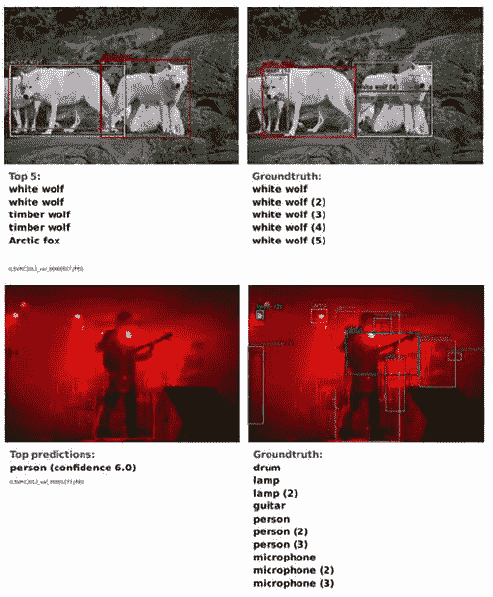 Top 5:
white wolf
white wolf
timber wolf
timber wolf
Arctic fox
Groundtruth:
white wolf
white wolf (2)
white wolf (3)
white wolf (4)
white wolf (5)
Top predictions:
person (confidence 6.0)
Groundtruth:
drum
lamp
lamp (2)
guitar
person
person (2)
person (3)
microphone
microphone (2)
microphone (3)